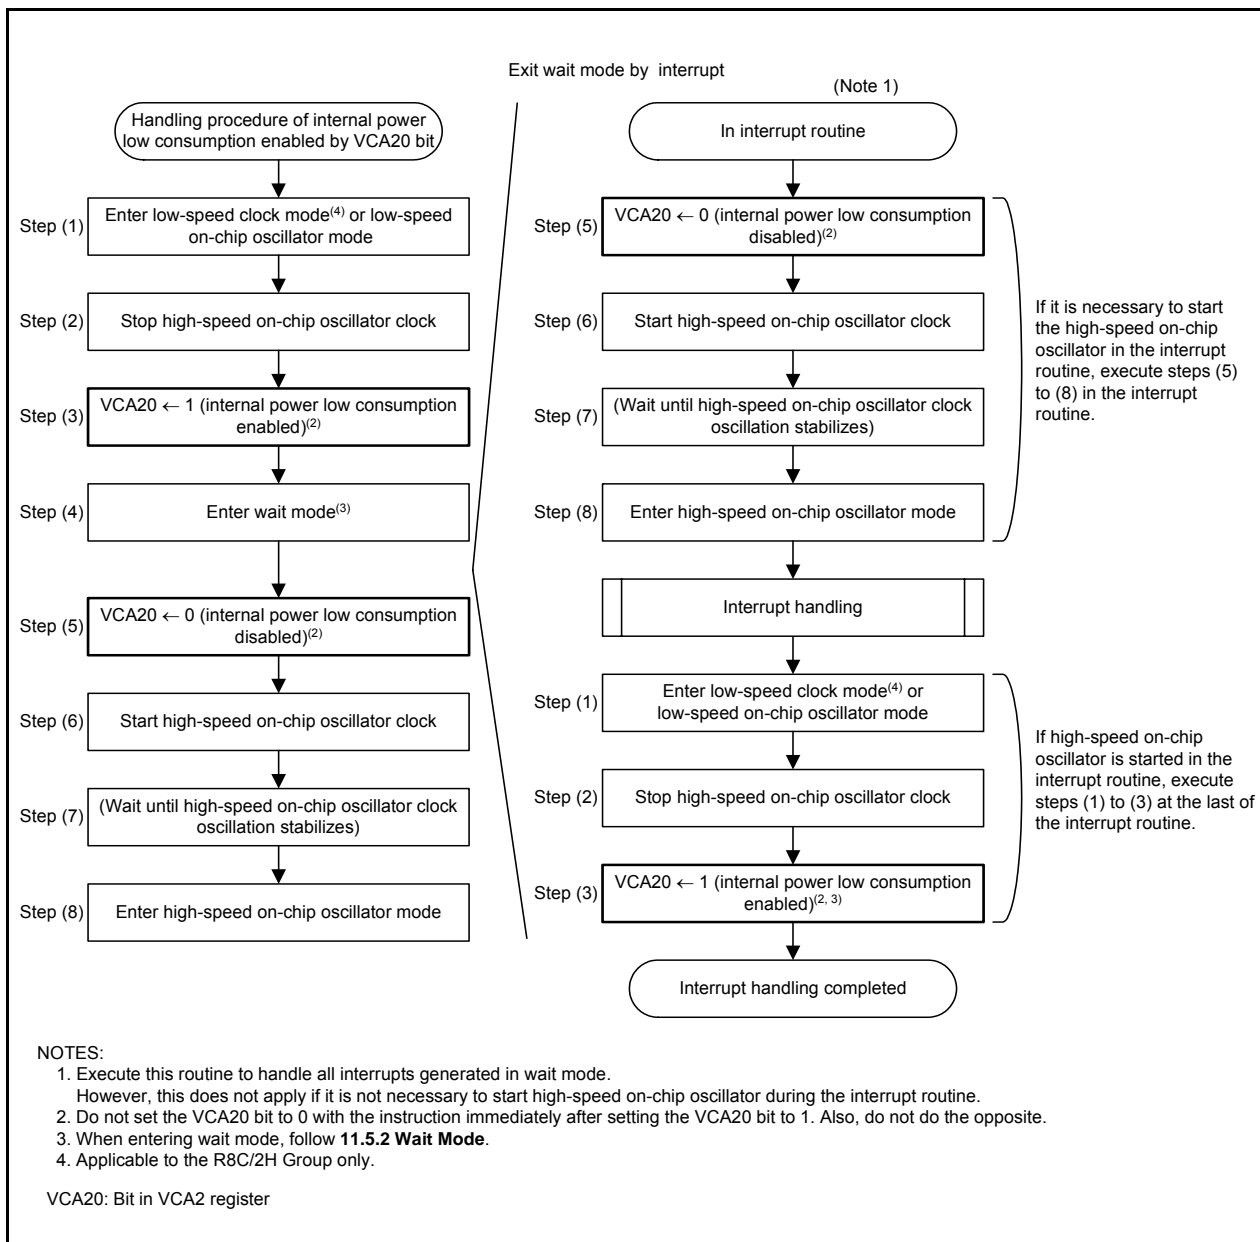 Exit wait mode by interrupt
(Note 1)
Handling procedure of internal power
low consumption enabled by VCA20 bit
Step (1)
Enter low-speed clock mode(4) or low-speed
on-chip oscillator mode
Step (2)
Stop high-speed on-chip oscillator clock
Step (3)
VCA20 ← 1 (internal power low consumption
enabled)(2)
Step (4)
Enter wait mode(3)
Step (5)
VCA20 ← 0 (internal power low consumption
disabled)(2)
Step (6)
Start high-speed on-chip oscillator clock
Step (7)
(Wait until high-speed on-chip oscillator clock
oscillation stabilizes)
Step (8)
Enter high-speed on-chip oscillator mode
In interrupt routine
Step (5)
VCA20 ← 0 (internal power low consumption
disabled)(2)
Step (6)
Start high-speed on-chip oscillator clock
Step (7)
(Wait until high-speed on-chip oscillator clock
oscillation stabilizes)
Step (8)
Enter high-speed on-chip oscillator mode
If it is necessary to start
the high-speed on-chip
oscillator in the interrupt
routine, execute steps (5)
to (8) in the interrupt
routine.
Interrupt handling
Step (1)
Enter low-speed clock mode(4) or
low-speed on-chip oscillator mode
Step (2)
Stop high-speed on-chip oscillator clock
Step (3)
VCA20 ← 1 (internal power low consumption
enabled)(2, 3)
If high-speed on-chip
oscillator is started in the
interrupt routine, execute
steps (1) to (3) at the last of
the interrupt routine.
Interrupt handling completed
NOTES:
1. Execute this routine to handle all interrupts generated in wait mode.
However, this does not apply if it is not necessary to start high-speed on-chip oscillator during the interrupt routine.
2. Do not set the VCA20 bit to 0 with the instruction immediately after setting the VCA20 bit to 1. Also, do not do the opposite.
3. When entering wait mode, follow 11.5.2 Wait Mode.
4. Applicable to the R8C/2H Group only.
VCA20: Bit in VCA2 register